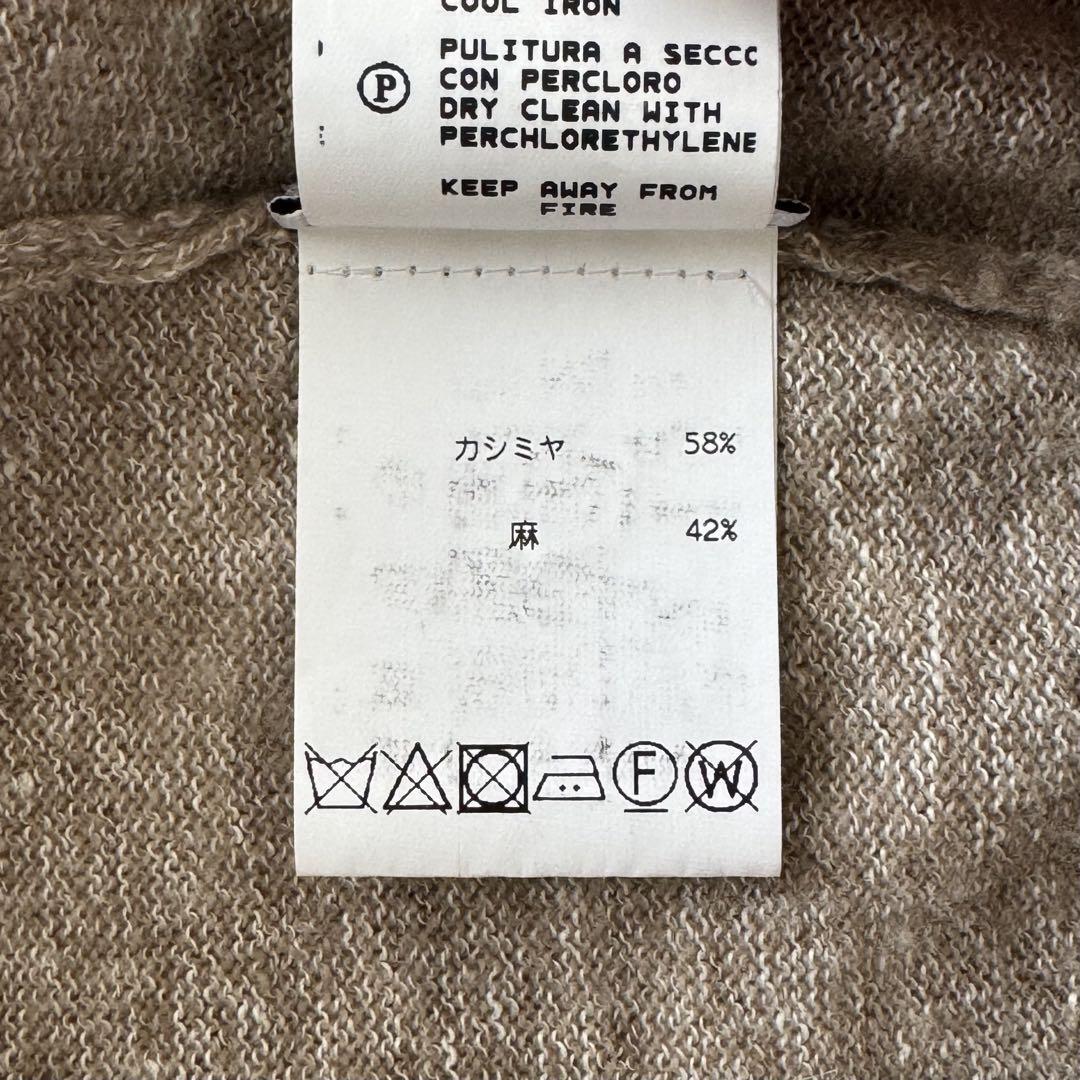 COOL IRON
P
PULITURA A SECCO
CON PERCLORO
DRY CLEAN WITH
PERCHLORETHYLENE
KEEP AWAY FROM
FIRE
カシミヤ 58%
麻 42%
F W